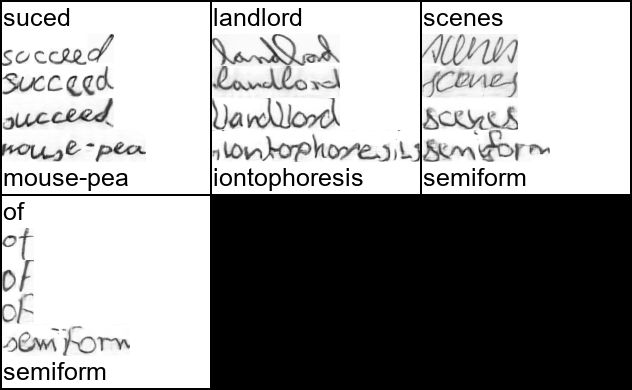 suced
succeed
succeed
succeed
mouse-pea
mouse-pea
landlord
landlord
landlord
landlord
iontophoresis
iontophoresis
scenes
scenes
scenes
scenes
semiform
semiform
of
of
of
of
semiform
semiform